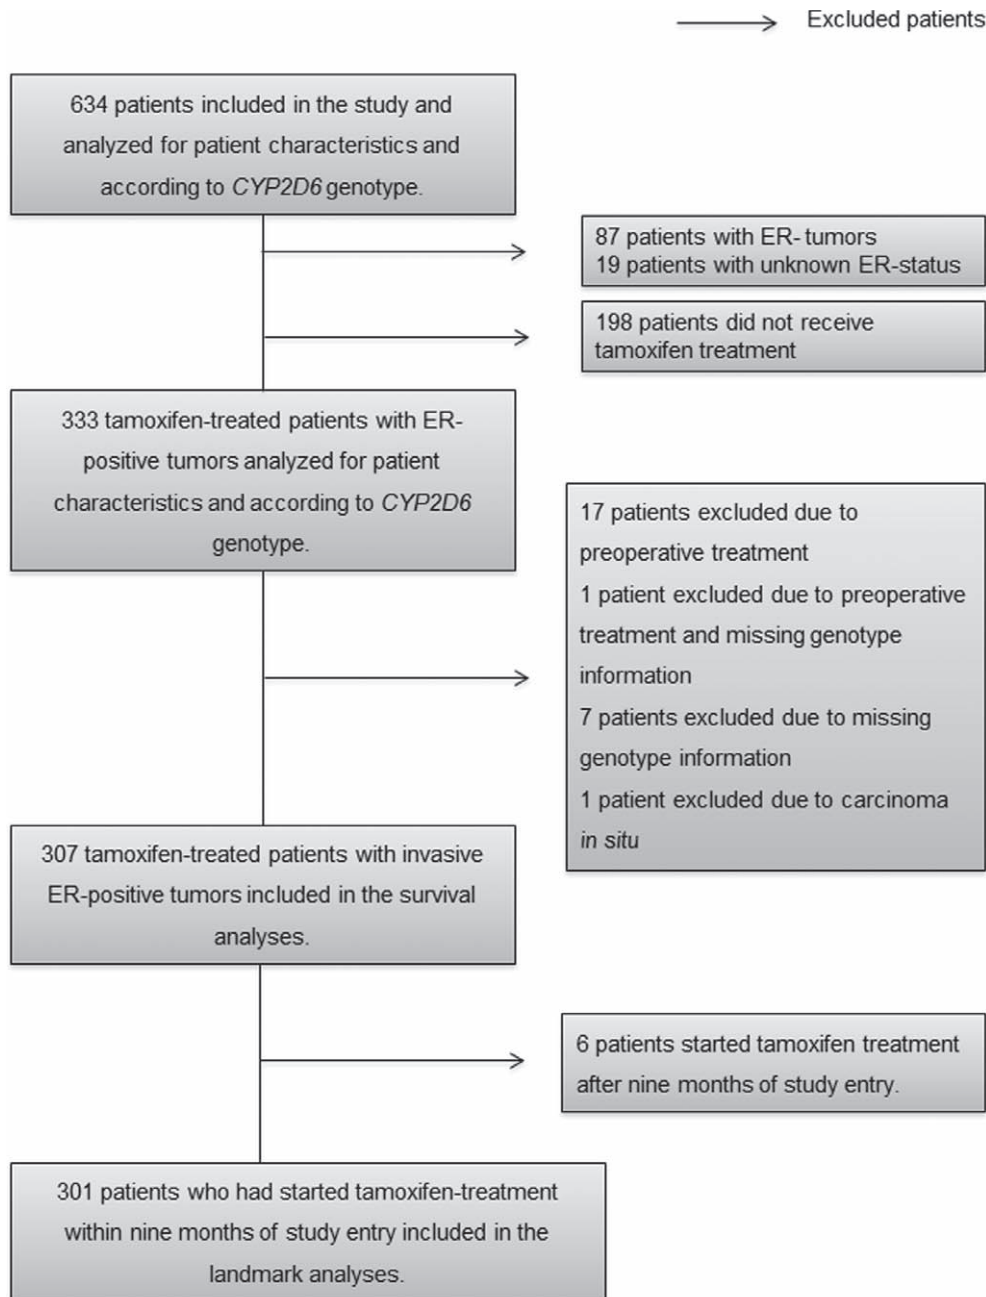 Excluded patients
634 patients included in the study and
analyzed for patient characteristics and
according to CYP2D6 genotype.
87 patients with ER- tumors
19 patients with unknown ER-status
198 patients did not receive
tamoxifen treatment
333 tamoxifen-treated patients with ER-
positive tumors analyzed for patient
characteristics and according to CYP2D6
genotype.
17 patients excluded due to
preoperative treatment
1 patient excluded due to preoperative
treatment and missing genotype
information
7 patients excluded due to missing
genotype information
1 patient excluded due to carcinoma
in situ
307 tamoxifen-treated patients with invasive
ER-positive tumors included in the survival
analyses.
6 patients started tamoxifen treatment
after nine months of study entry.
301 patients who had started tamoxifen-treatment
within nine months of study entry included in the
landmark analyses.